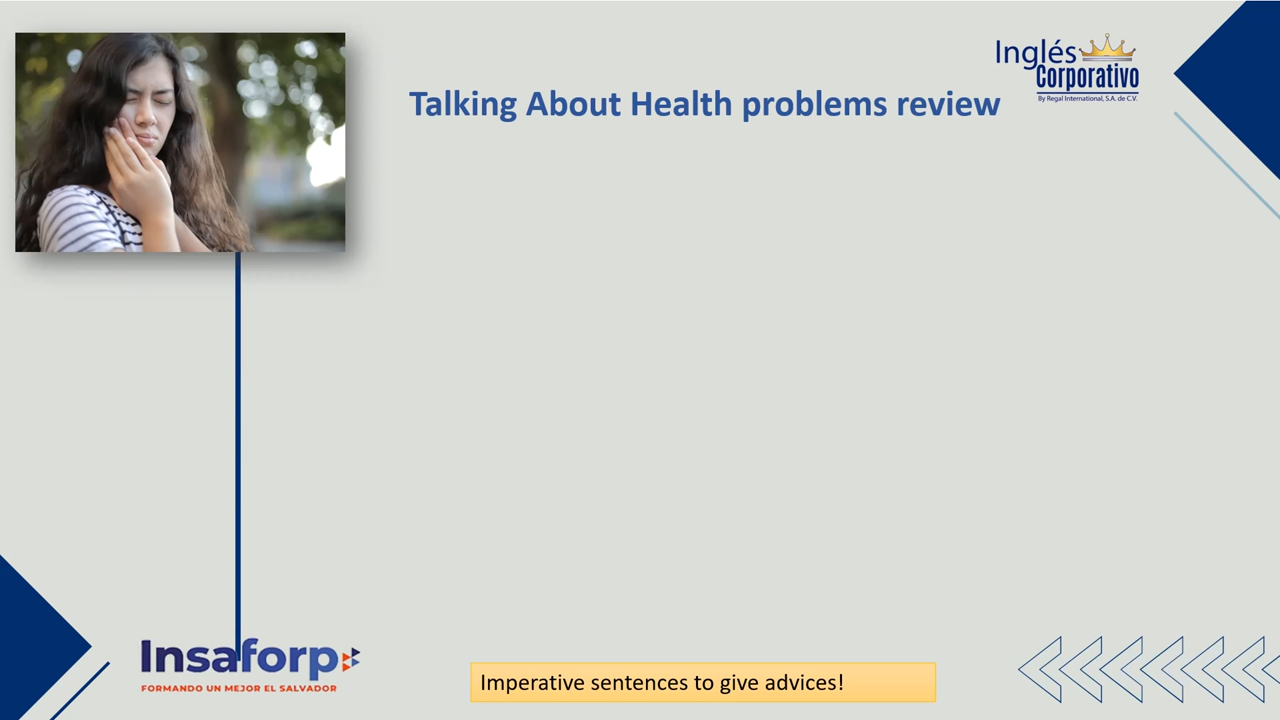 Inglés
Corporativo
By Regal International, S.A. de C.V.
Talking About Health problems review
Insaforp
FORMANDO UN MEJOR EL SALVADOR
Imperative sentences to give advices!